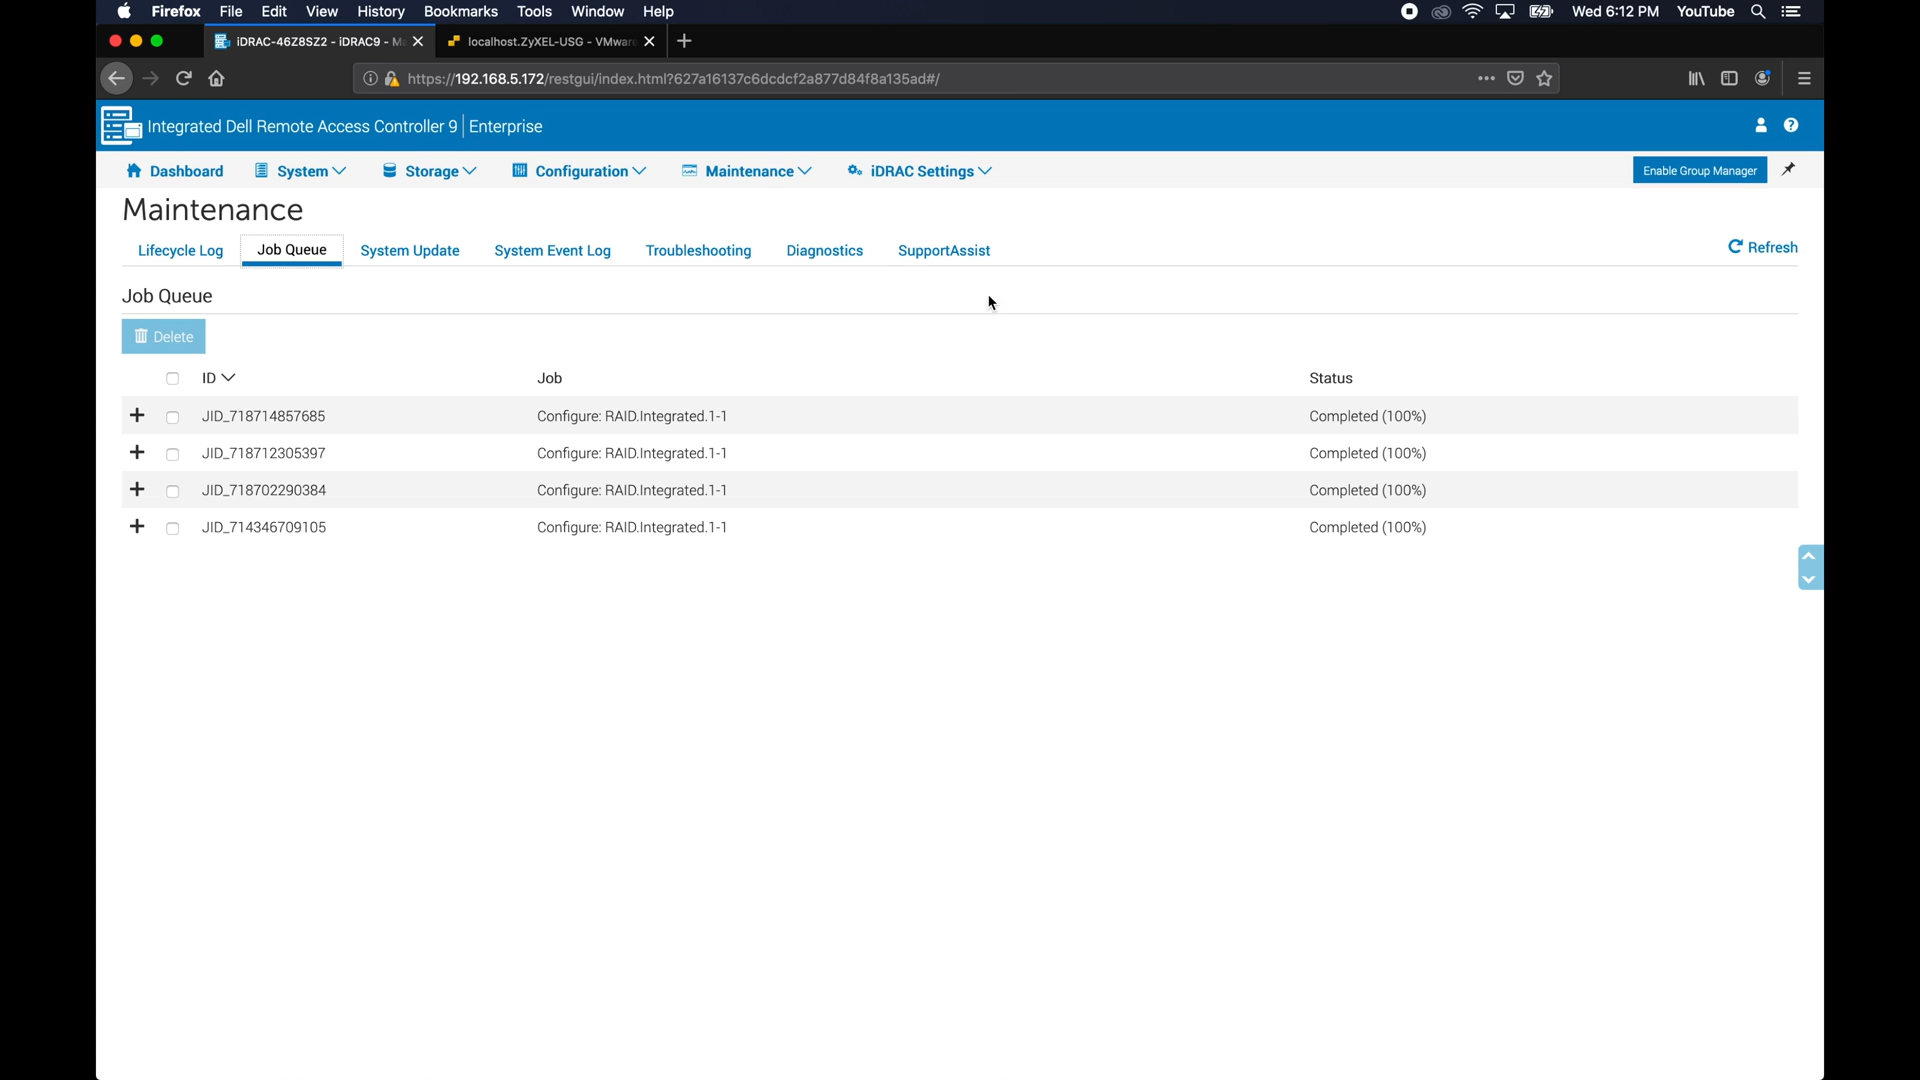 Firefox File Edit View History Bookmarks Tools Window Help Wed 6:12 PM YouTube
iDRAC-46Z8SZ2 - iDRAC9 - M localhost.ZyXEL-USG - VMware
https://192.168.5.172/restgui/index.html?627a16137c6dcdcf2a877d84f8a135ad#/
Integrated Dell Remote Access Controller 9 | Enterprise
Dashboard System Storage Configuration Maintenance iDRAC Settings Enable Group Manager
Maintenance
Lifecycle Log Job Queue System Update System Event Log Troubleshooting Diagnostics SupportAssist Refresh
Job Queue
Delete
ID Job Status
JID_718714857685 Configure: RAID.Integrated.1-1 Completed (100%)
JID_718712305397 Configure: RAID.Integrated.1-1 Completed (100%)
JID_718702290384 Configure: RAID.Integrated.1-1 Completed (100%)
JID_714346709105 Configure: RAID.Integrated.1-1 Completed (100%)